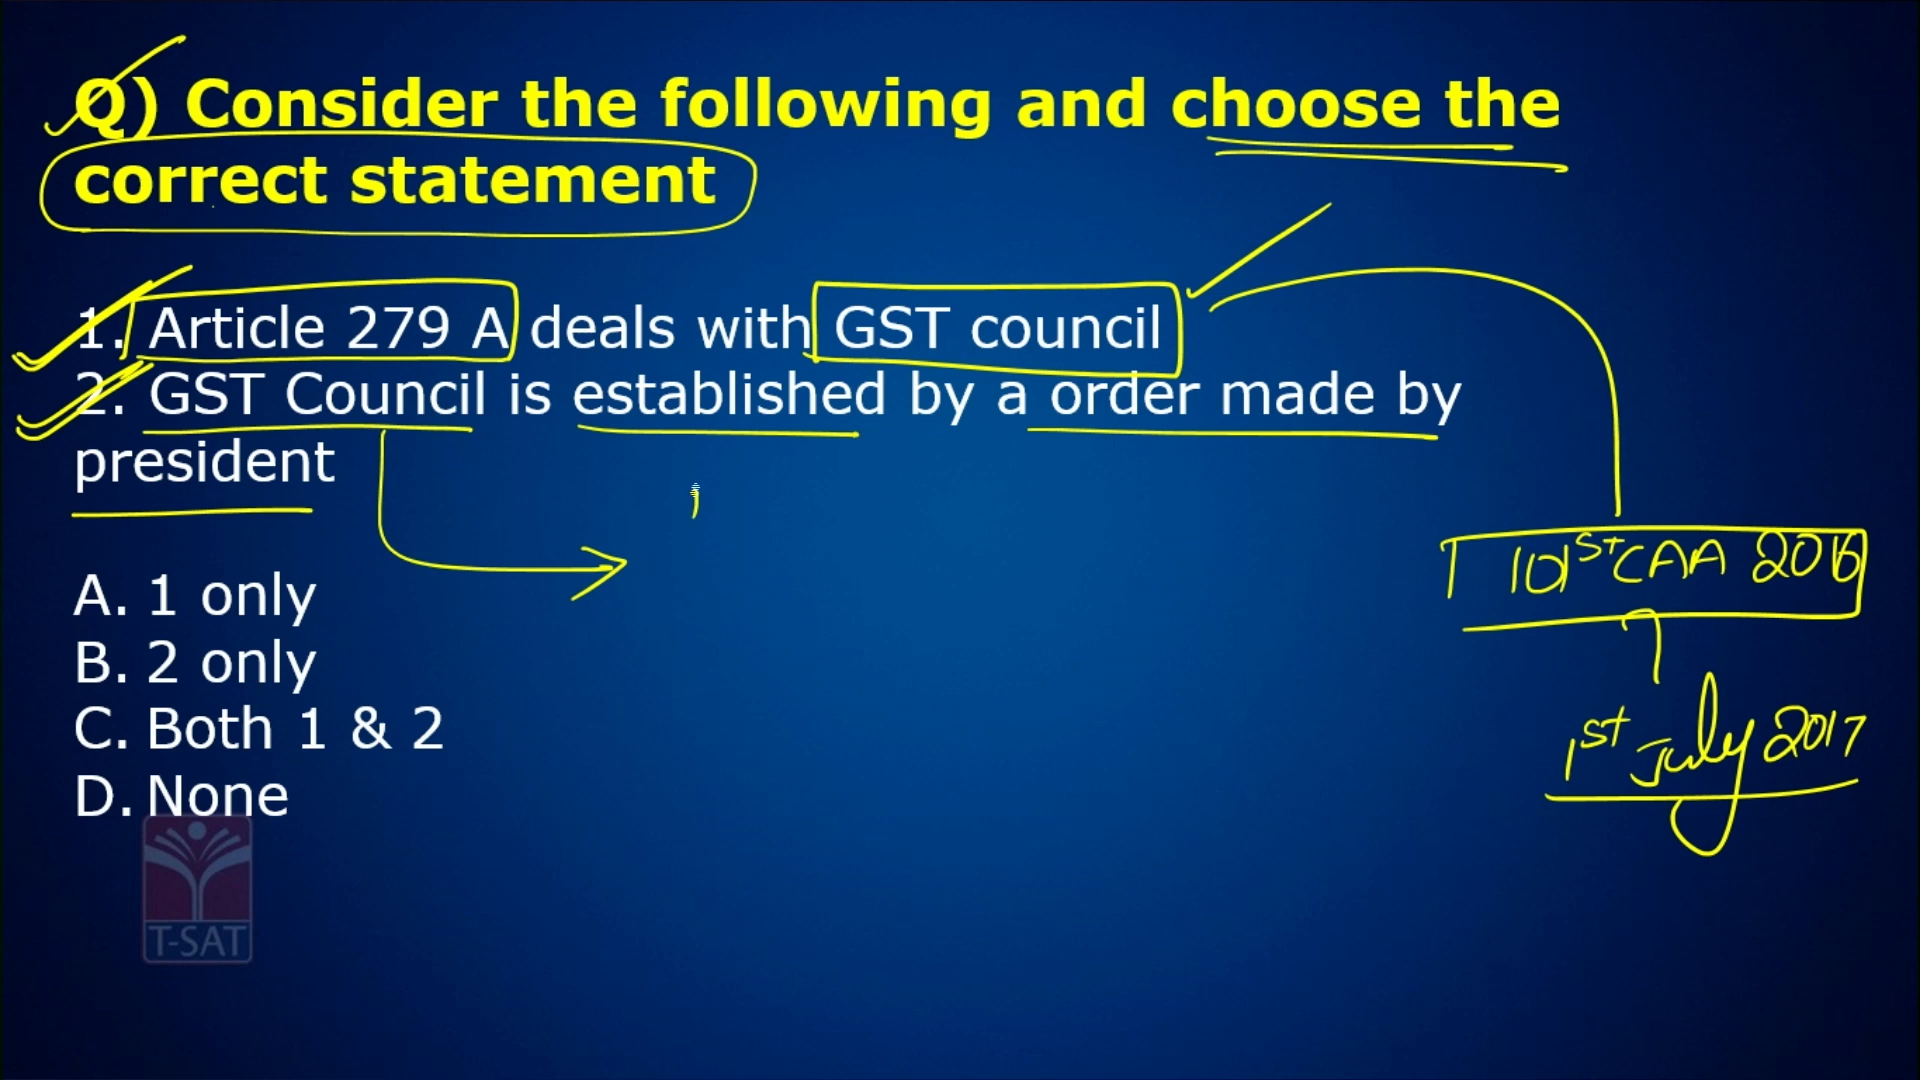 Q) Consider the following and choose the
correct statement
1. Article 279 A deals with GST council
2. GST Council is established by a order made by
president
A. 1 only
B. 2 only
C. Both 1 & 2
D. None
101ST CAA 2016
1st July 2017
T-SAT